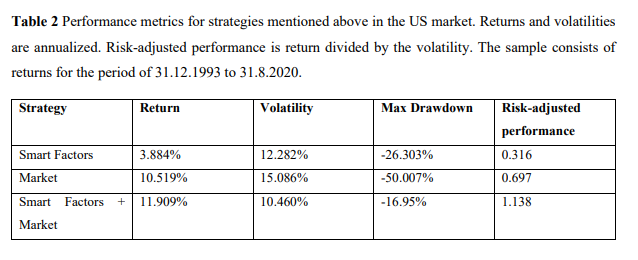 Table 2 Performance metrics for strategies mentioned above in the US market. Returns and volatilities
are annualized. Risk-adjusted performance is return divided by the volatility. The sample consists of
returns for the period of 31.12.1993 to 31.8.2020.
Strategy Return Volatility Max Drawdown Risk-adjusted
performance
Smart Factors 3.884% 12.282% -26.303% 0.316
Market 10.519% 15.086% -50.007% 0.697
Smart Factors + 11.909% 10.460% -16.95% 1.138
Market